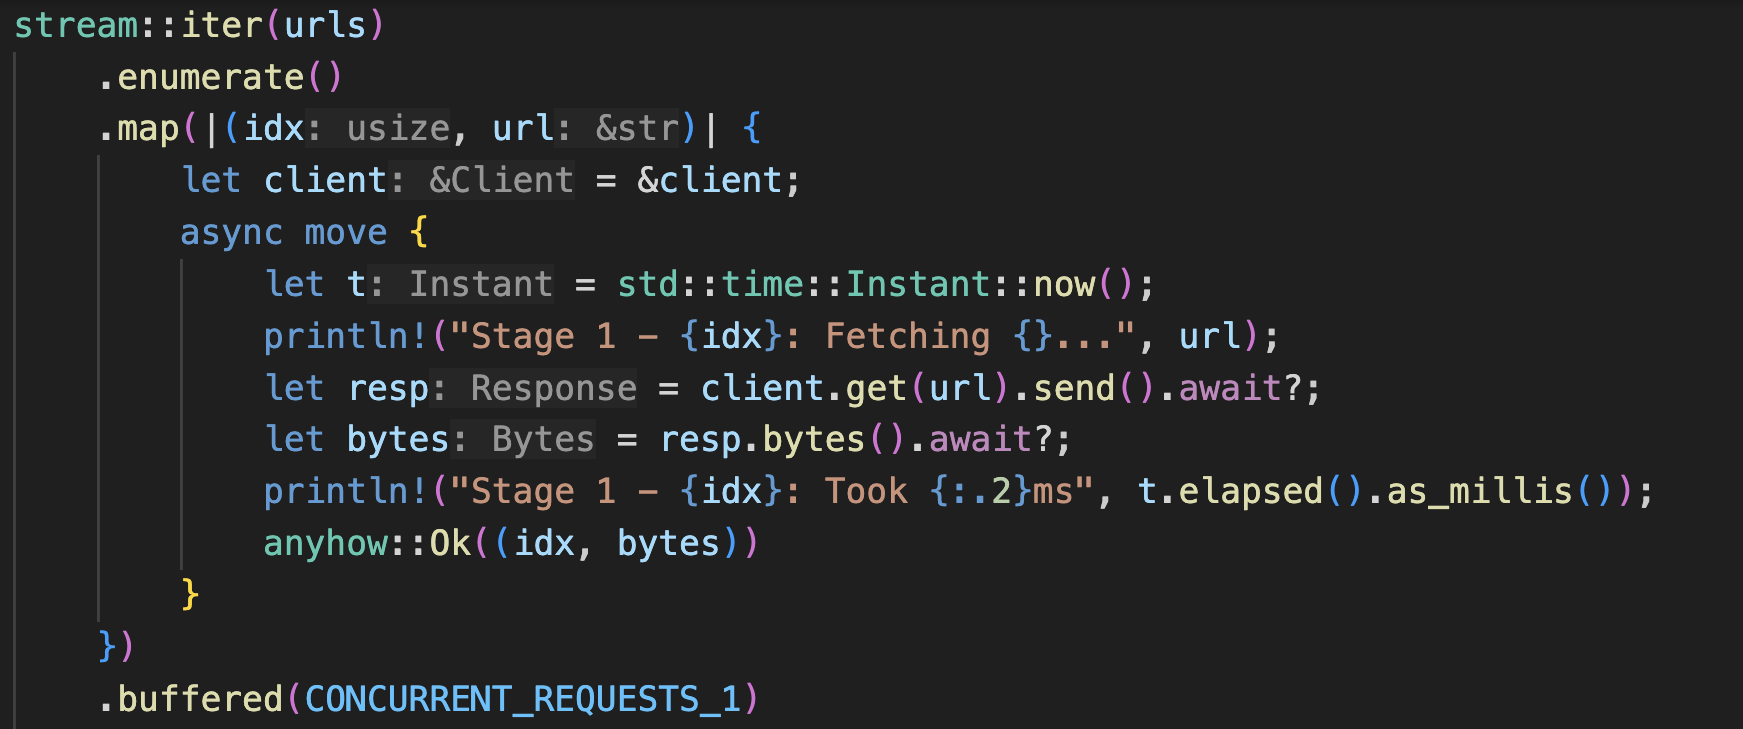 stream::iter(urls)
    .enumerate()
    .map(|(idx: usize, url: &str)| {
        let client: &Client = &client;
        async move {
            let t: Instant = std::time::Instant::now();
            println!("Stage 1 - {idx}: Fetching {}...", url);
            let resp: Response = client.get(url).send().await?;
            let bytes: Bytes = resp.bytes().await?;
            println!("Stage 1 - {idx}: Took {:.2}ms", t.elapsed().as_millis());
            anyhow::Ok((idx, bytes))
        }
    })
    .buffered(CONCURRENT_REQUESTS_1)